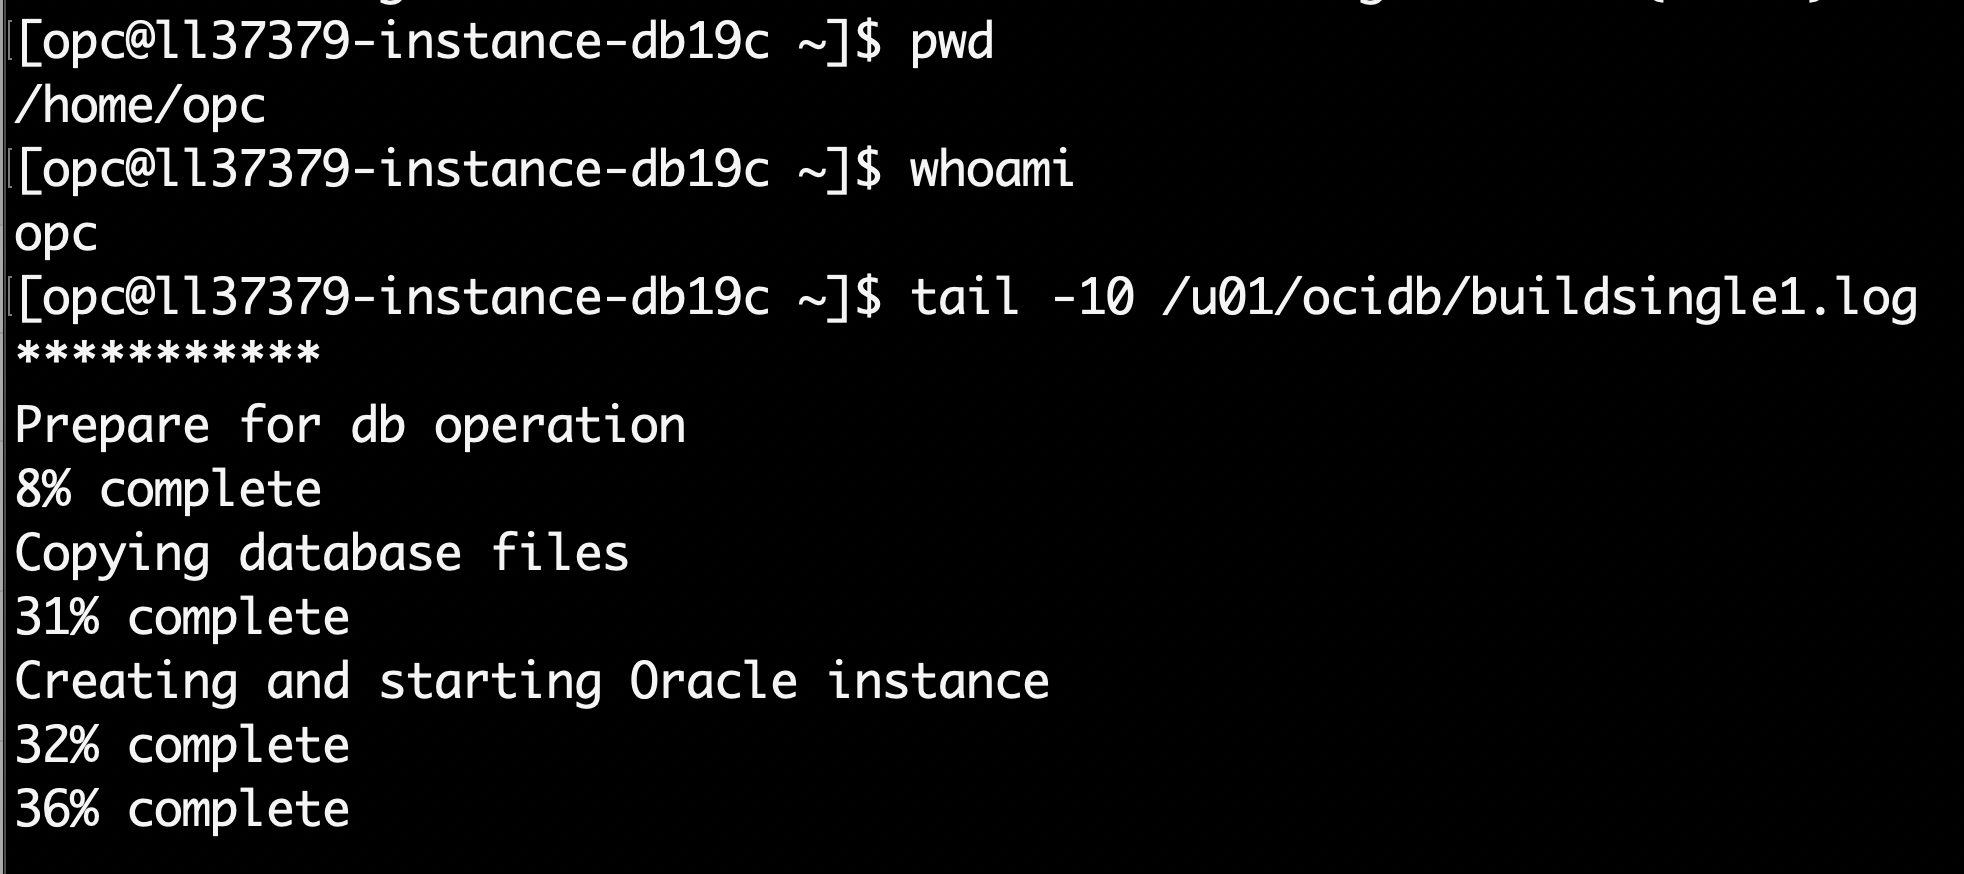 [opc@ll37379-instance-db19c ~]$ pwd
/home/opc
[opc@ll37379-instance-db19c ~]$ whoami
opc
[opc@ll37379-instance-db19c ~]$ tail -10 /u01/ocidb/buildsingle1.log
***********
Prepare for db operation
8% complete
Copying database files
31% complete
Creating and starting Oracle instance
32% complete
36% complete